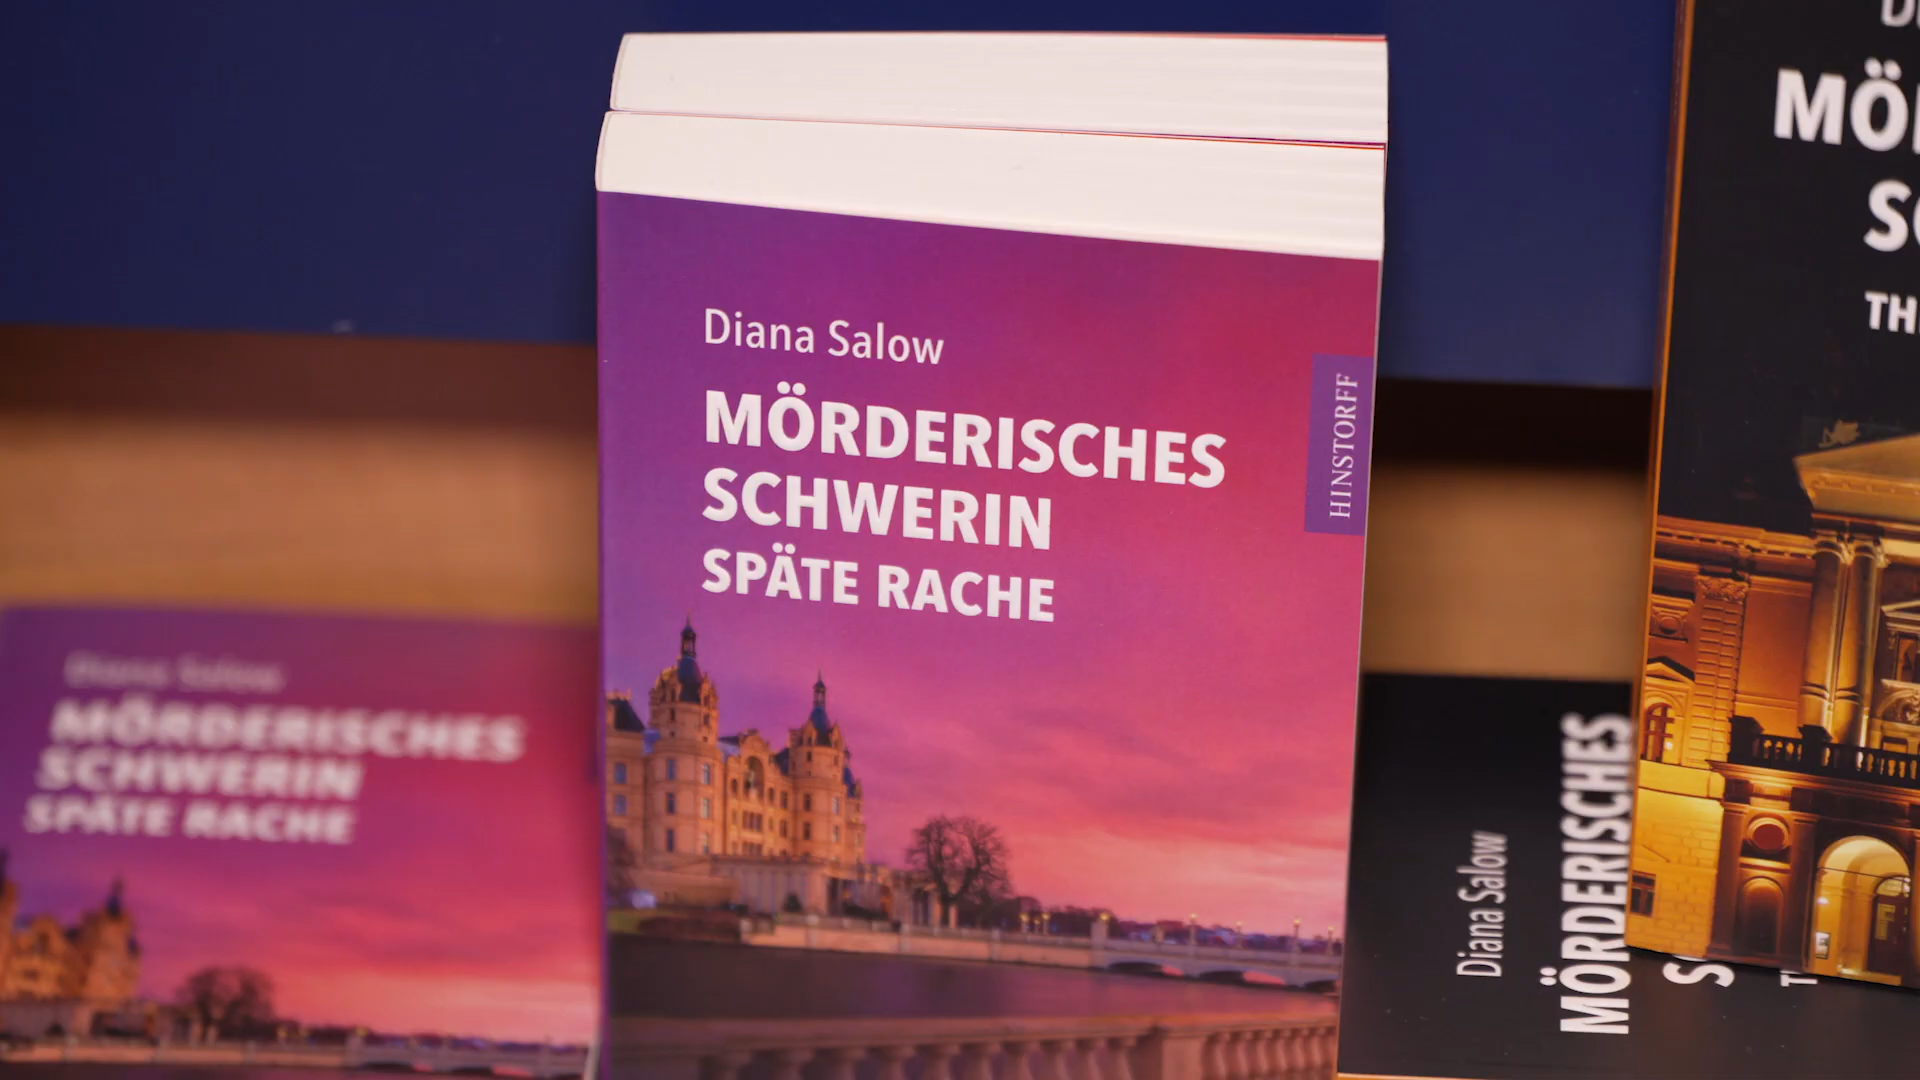 Diana Salow
MÖRDERISCHES
SCHWERIN
SPÄTE RACHE
HINSTORFF
Diana Salow
MÖRDERISCHES
SCHWERIN
SPÄTE RACHE
Diana Salow
MÖRDERISCHES